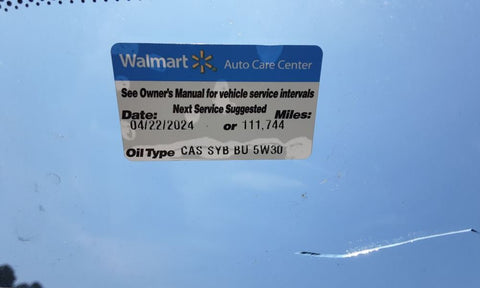 Walmart Auto Care Center
See Owner's Manual for vehicle service intervals
Next Service Suggested
Date: Miles:
04/22/2024 or 111,744
Oil Type CAS SYB BU 5W30